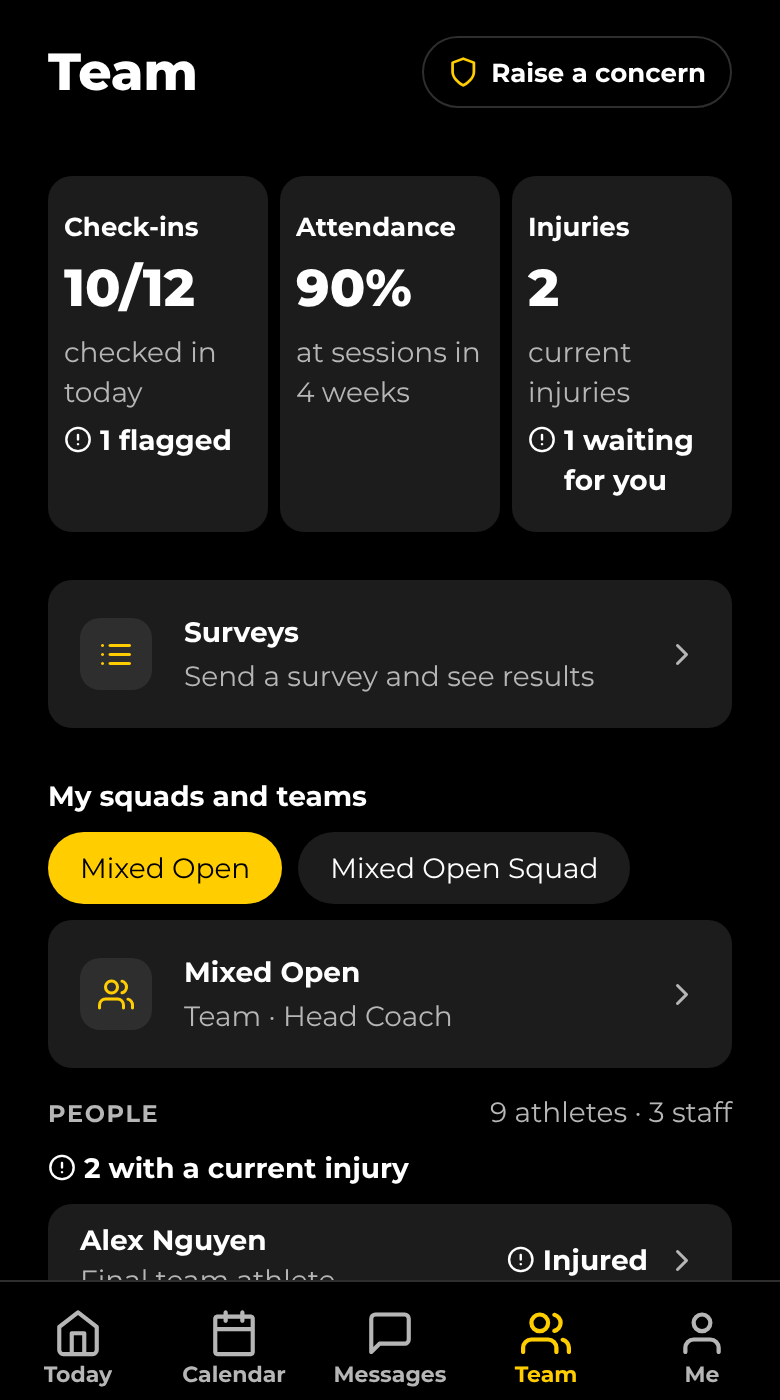 Team
Raise a concern
Check-ins
10/12
checked in
today
1 flagged
Attendance
90%
at sessions in
4 weeks
Injuries
2
current
injuries
1 waiting
for you
Surveys
Send a survey and see results
My squads and teams
Mixed Open
Mixed Open Squad
Mixed Open
Team · Head Coach
PEOPLE
9 athletes · 3 staff
2 with a current injury
Alex Nguyen
Injured
Final team athlete
Today
Calendar
Messages
Team
Me